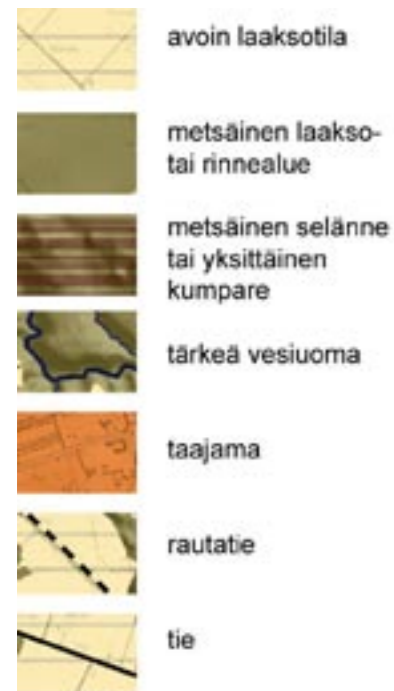 avoin laaksotila
metsäinen laakso-
tai rinnealue
metsäinen selänne
tai yksittäinen
kumpare
tärkeä vesiuoma
taajama
rautatie
tie